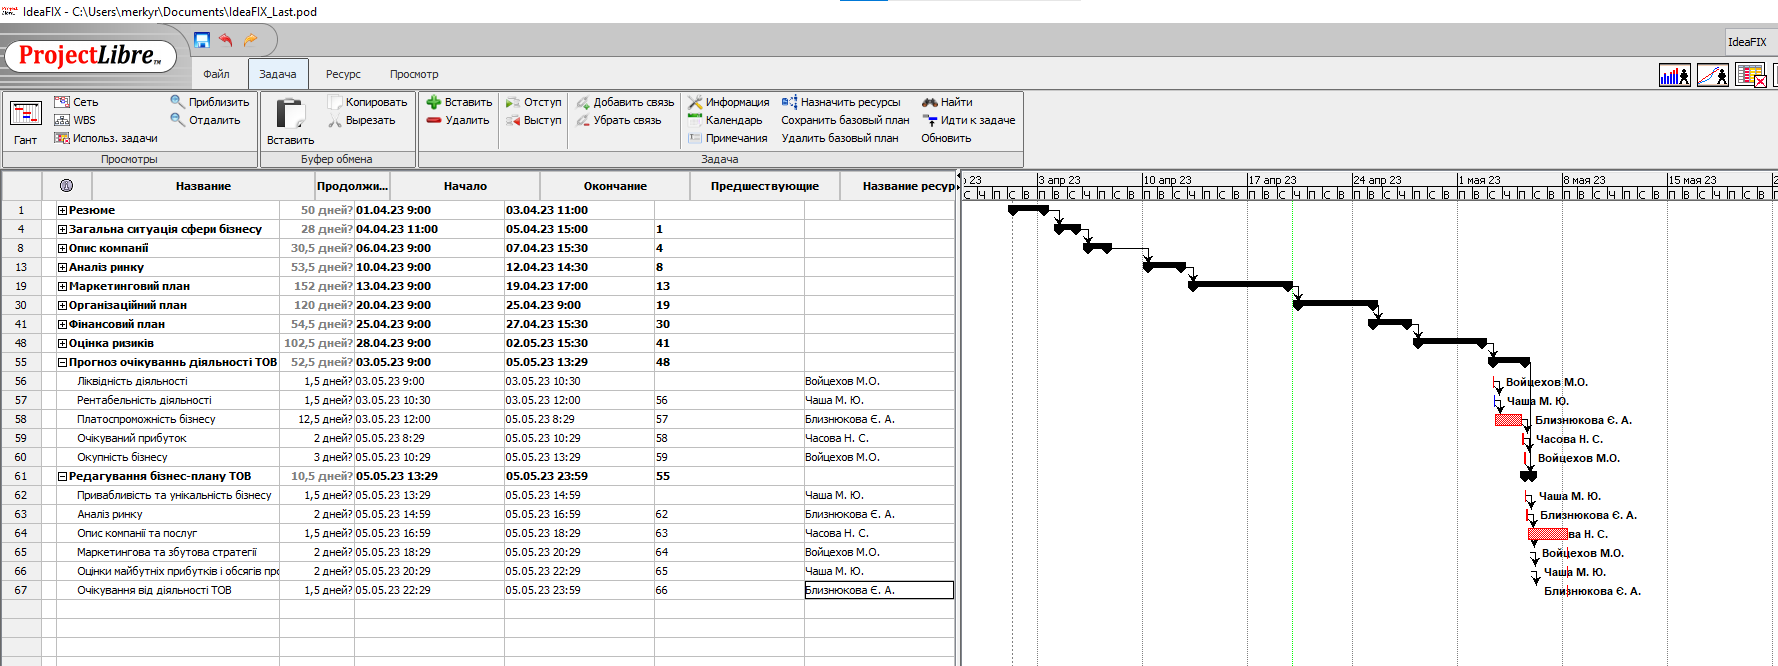 IdeaFIX - C:\Users\merkyr\Documents\IdeaFIX_Last.pod
ProjectLibre
IdeaFIX
Файл Задача Ресурс Просмотр
Гант
Сеть
WBS
Использ. задачи
Приблизить
Отдалить
Просмотры
Вставить
Копировать
Вырезать
Буфер обмена
Вставить
Удалить
Отступ
Выступ
Добавить связь
Убрать связь
Информация
Календарь
Примечания
Назначить ресурсы
Сохранить базовый план
Удалить базовый план
Найти
Идти к задаче
Обновить
Задача
Название Продолжи... Начало Окончание Предшествующие Название ресур
23 3 апр 23 10 апр 23 17 апр 23 24 апр 23 1 мая 23 8 мая 23 15 мая 23
С Ч П С В П В С Ч П С В П В С Ч П С В П В С Ч П С В П В С Ч П С В П В С Ч П С В П В С Ч П С В П В С Ч П С В
1 Резюме 50 дней? 01.04.23 9:00 03.04.23 11:00
4 Загальна ситуація сфери бізнесу 28 дней? 04.04.23 11:00 05.04.23 15:00 1
8 Опис компанії 30,5 дней? 06.04.23 9:00 07.04.23 15:30 4
13 Аналіз ринку 53,5 дней? 10.04.23 9:00 12.04.23 14:30 8
19 Маркетинговий план 152 дней? 13.04.23 9:00 19.04.23 17:00 13
30 Організаційний план 120 дней? 20.04.23 9:00 25.04.23 9:00 19
41 Фінансовий план 54,5 дней? 25.04.23 9:00 27.04.23 15:30 30
48 Оцінка ризиків 102,5 дней? 28.04.23 9:00 02.05.23 15:30 41
55 Прогноз очікуваннь діяльності ТОВ 52,5 дней? 03.05.23 9:00 05.05.23 13:29 48
56 Ліквідність діяльності 1,5 дней? 03.05.23 9:00 03.05.23 10:30 Войцехов М.О. Войцехов М.О.
57 Рентабельність діяльності 1,5 дней? 03.05.23 10:30 03.05.23 12:00 56 Чаша М. Ю. Чаша М. Ю.
58 Платоспроможність бізнесу 12,5 дней? 03.05.23 12:00 05.05.23 8:29 57 Близнюкова Є. А. Близнюкова Є. А.
59 Очікуваний прибуток 2 дней? 05.05.23 8:29 05.05.23 10:29 58 Часова Н. С. Часова Н. С.
60 Окупність бізнесу 3 дней? 05.05.23 10:29 05.05.23 13:29 59 Войцехов М.О. Войцехов М.О.
61 Редагування бізнес-плану ТОВ 10,5 дней? 05.05.23 13:29 05.05.23 23:59 55
62 Привабливість та унікальність бізнесу 1,5 дней? 05.05.23 13:29 05.05.23 14:59 Чаша М. Ю. Чаша М. Ю.
63 Аналіз ринку 2 дней? 05.05.23 14:59 05.05.23 16:59 62 Близнюкова Є. А. Близнюкова Є. А.
64 Опис компанії та послуг 1,5 дней? 05.05.23 16:59 05.05.23 18:29 63 Часова Н. С. ва Н. С.
65 Маркетингова та збутова стратегії 2 дней? 05.05.23 18:29 05.05.23 20:29 64 Войцехов М.О. Войцехов М.О.
66 Оцінки майбутніх прибутків і обсягів про 2 дней? 05.05.23 20:29 05.05.23 22:29 65 Чаша М. Ю. Чаша М. Ю.
67 Очікування від діяльності ТОВ 1,5 дней? 05.05.23 22:29 05.05.23 23:59 66 Близнюкова Є. А. Близнюкова Є. А.